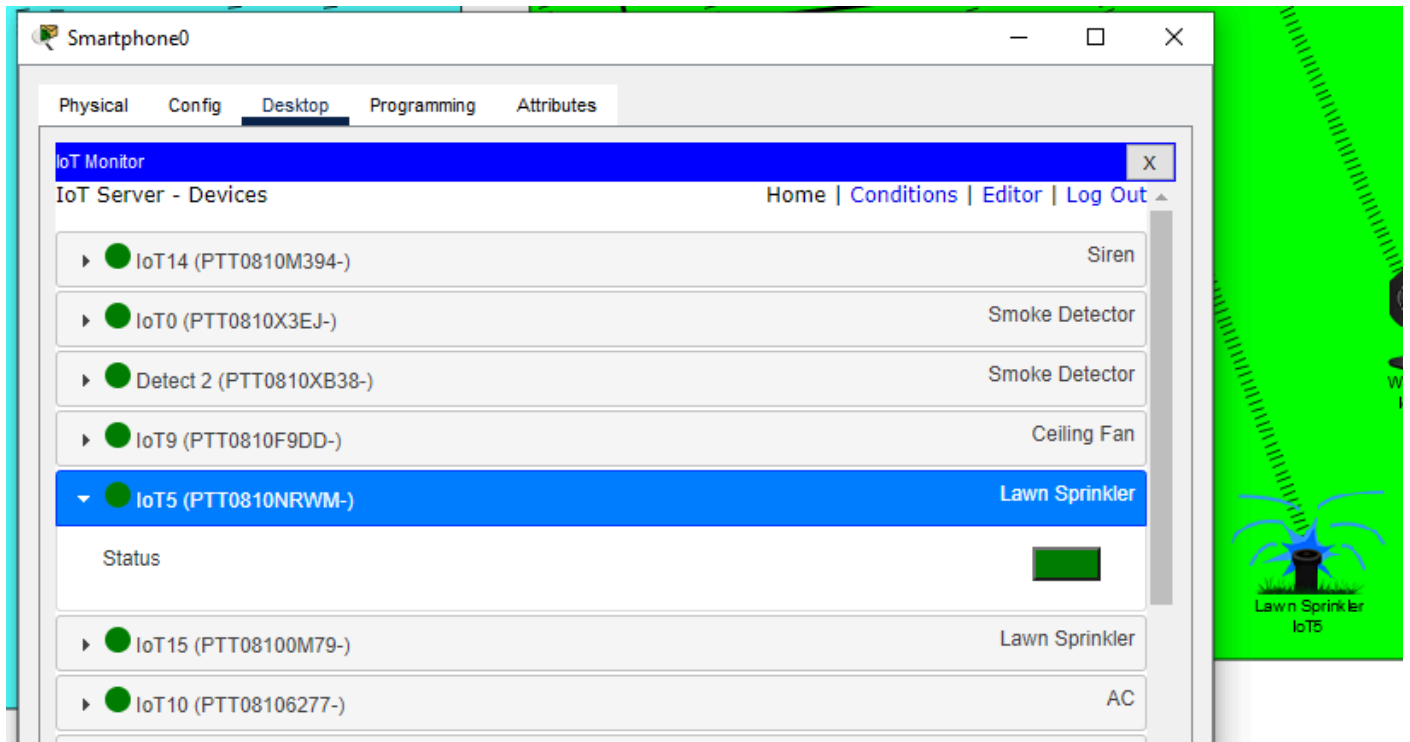 Smartphone0
Physical Config Desktop Programming Attributes
IoT Monitor X
IoT Server - Devices Home | Conditions | Editor | Log Out
IoT14 (PTT0810M394-) Siren
IoT0 (PTT0810X3EJ-) Smoke Detector
Detect 2 (PTT0810XB38-) Smoke Detector
IoT9 (PTT0810F9DD-) Ceiling Fan
IoT5 (PTT0810NRWM-) Lawn Sprinkler
Status
IoT15 (PTT08100M79-) Lawn Sprinkler
IoT10 (PTT08106277-) AC
Lawn Sprinkler
IoT5